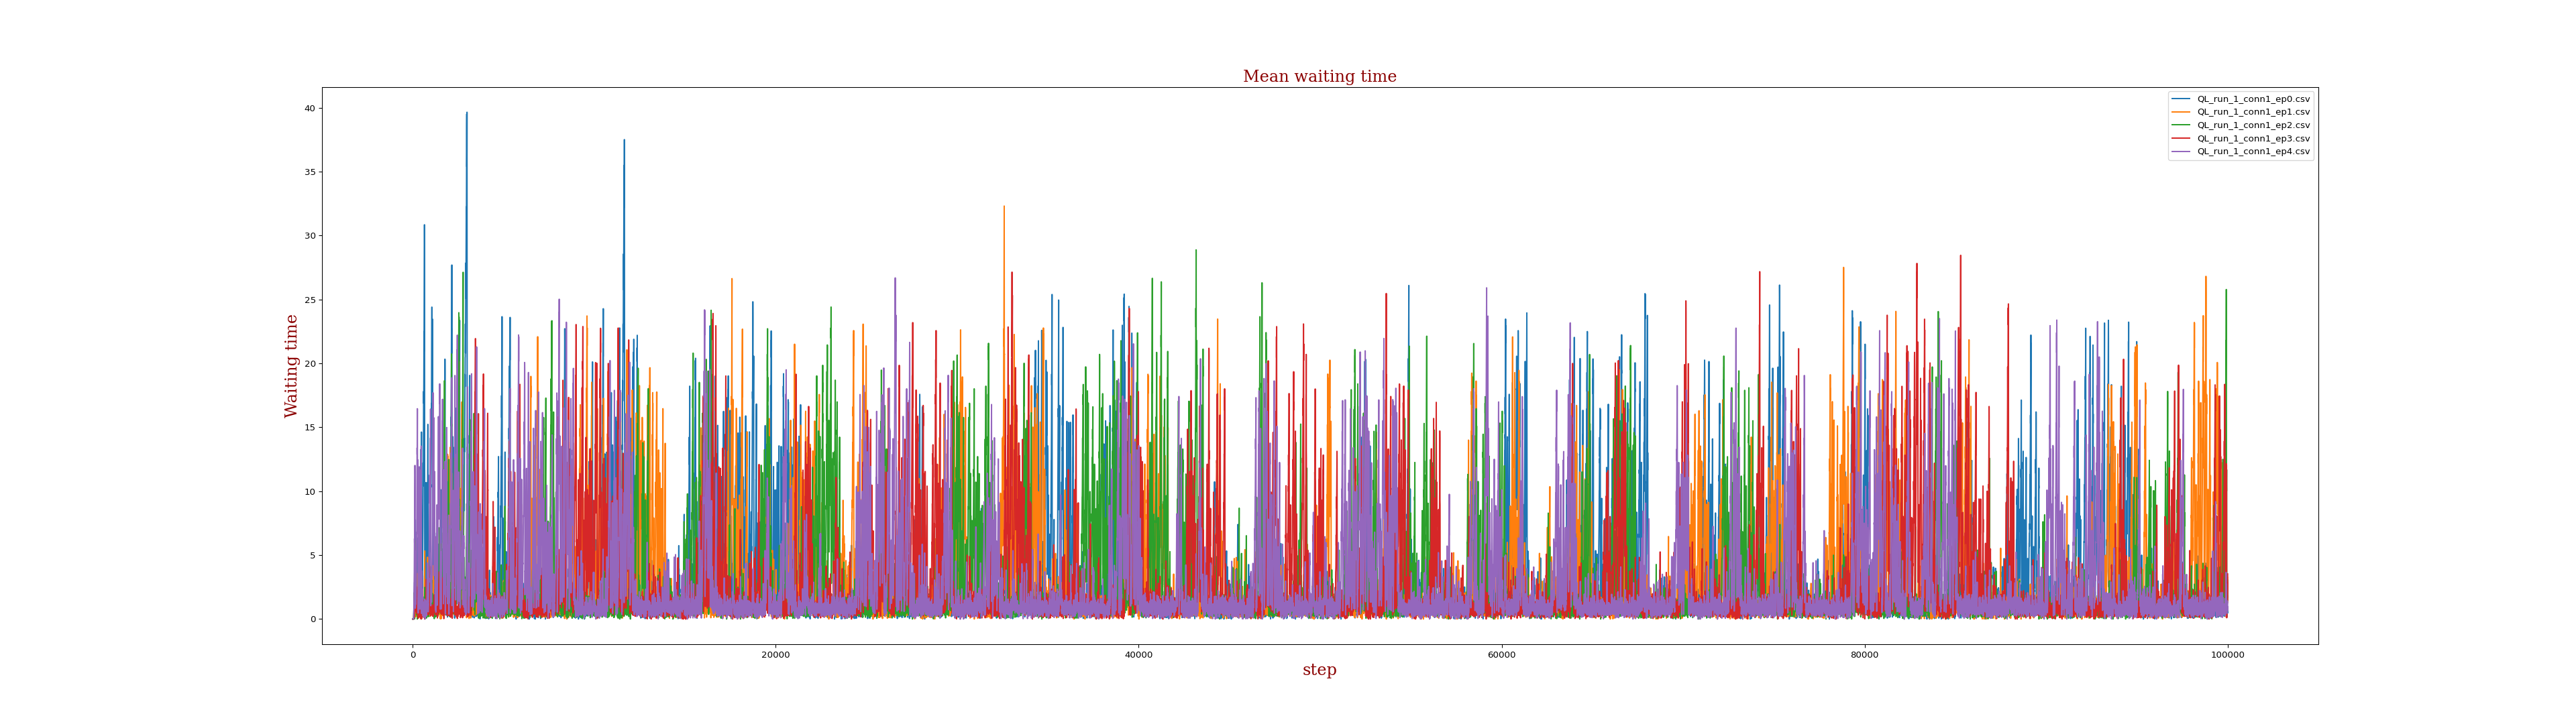 Mean waiting time
QL_run_1_conn1_ep0.csv
QL_run_1_conn1_ep1.csv
QL_run_1_conn1_ep2.csv
QL_run_1_conn1_ep3.csv
QL_run_1_conn1_ep4.csv
Waiting time
40
35
30
25
20
15
10
5
0
0 20000 40000 60000 80000 100000
step